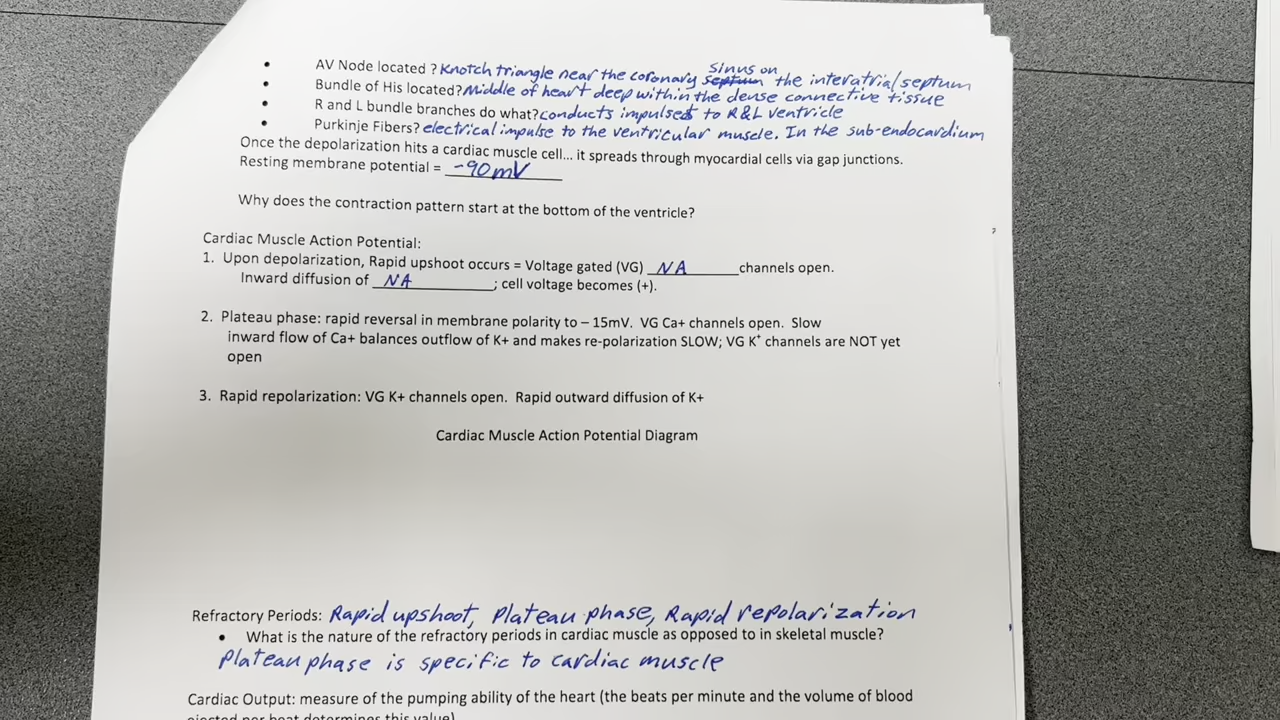 • AV Node located ? Knotch triangle near the coronary septum Sinus on the interatrial septum
• Bundle of His located? Middle of heart deep within the dense connective tissue
• R and L bundle branches do what? conducts impulses to R&L ventricle
• Purkinje Fibers? electrical impulse to the ventricular muscle. In the sub-endocardium
Once the depolarization hits a cardiac muscle cell... it spreads through myocardial cells via gap junctions.
Resting membrane potential = -90mV
Why does the contraction pattern start at the bottom of the ventricle?
Cardiac Muscle Action Potential:
1. Upon depolarization, Rapid upshoot occurs = Voltage gated (VG) NA channels open.
Inward diffusion of NA ; cell voltage becomes (+).
2. Plateau phase: rapid reversal in membrane polarity to – 15mV. VG Ca+ channels open. Slow
inward flow of Ca+ balances outflow of K+ and makes re-polarization SLOW; VG K+ channels are NOT yet
open
3. Rapid repolarization: VG K+ channels open. Rapid outward diffusion of K+
Cardiac Muscle Action Potential Diagram
Refractory Periods: Rapid upshoot, Plateau phase, Rapid repolarization
• What is the nature of the refractory periods in cardiac muscle as opposed to in skeletal muscle?
Plateau phase is specific to cardiac muscle
Cardiac Output: measure of the pumping ability of the heart (the beats per minute and the volume of blood
ejected per beat determines this value)